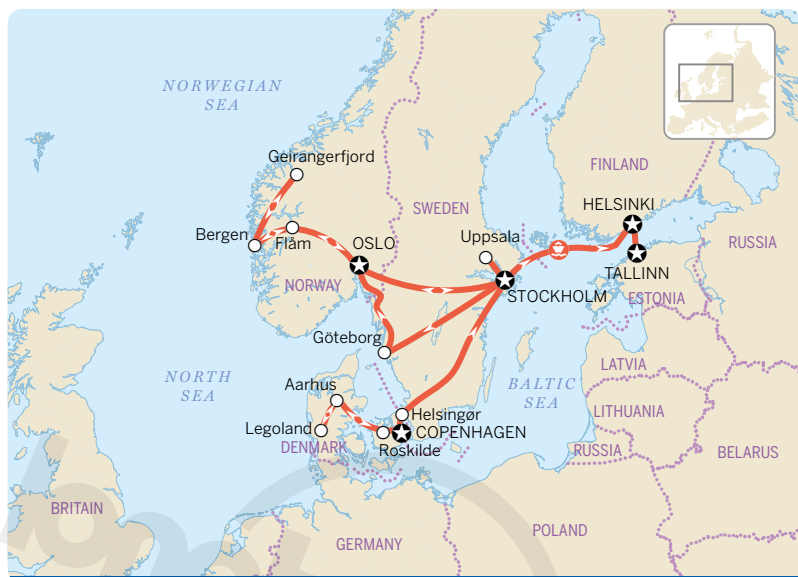 NORWEGIAN
SEA
Geirangerfjord
FINLAND
HELSINKI
SWEDEN
Bergen
Flåm
OSLO
Uppsala
RUSSIA
TALLINN
NORWAY
STOCKHOLM
ESTONIA
Göteborg
LATVIA
NORTH
SEA
Aarhus
BALTIC
SEA
LITHUANIA
Helsingør
Legoland
COPENHAGEN
DENMARK
Roskilde
RUSSIA
BELARUS
BRITAIN
POLAND
GERMANY